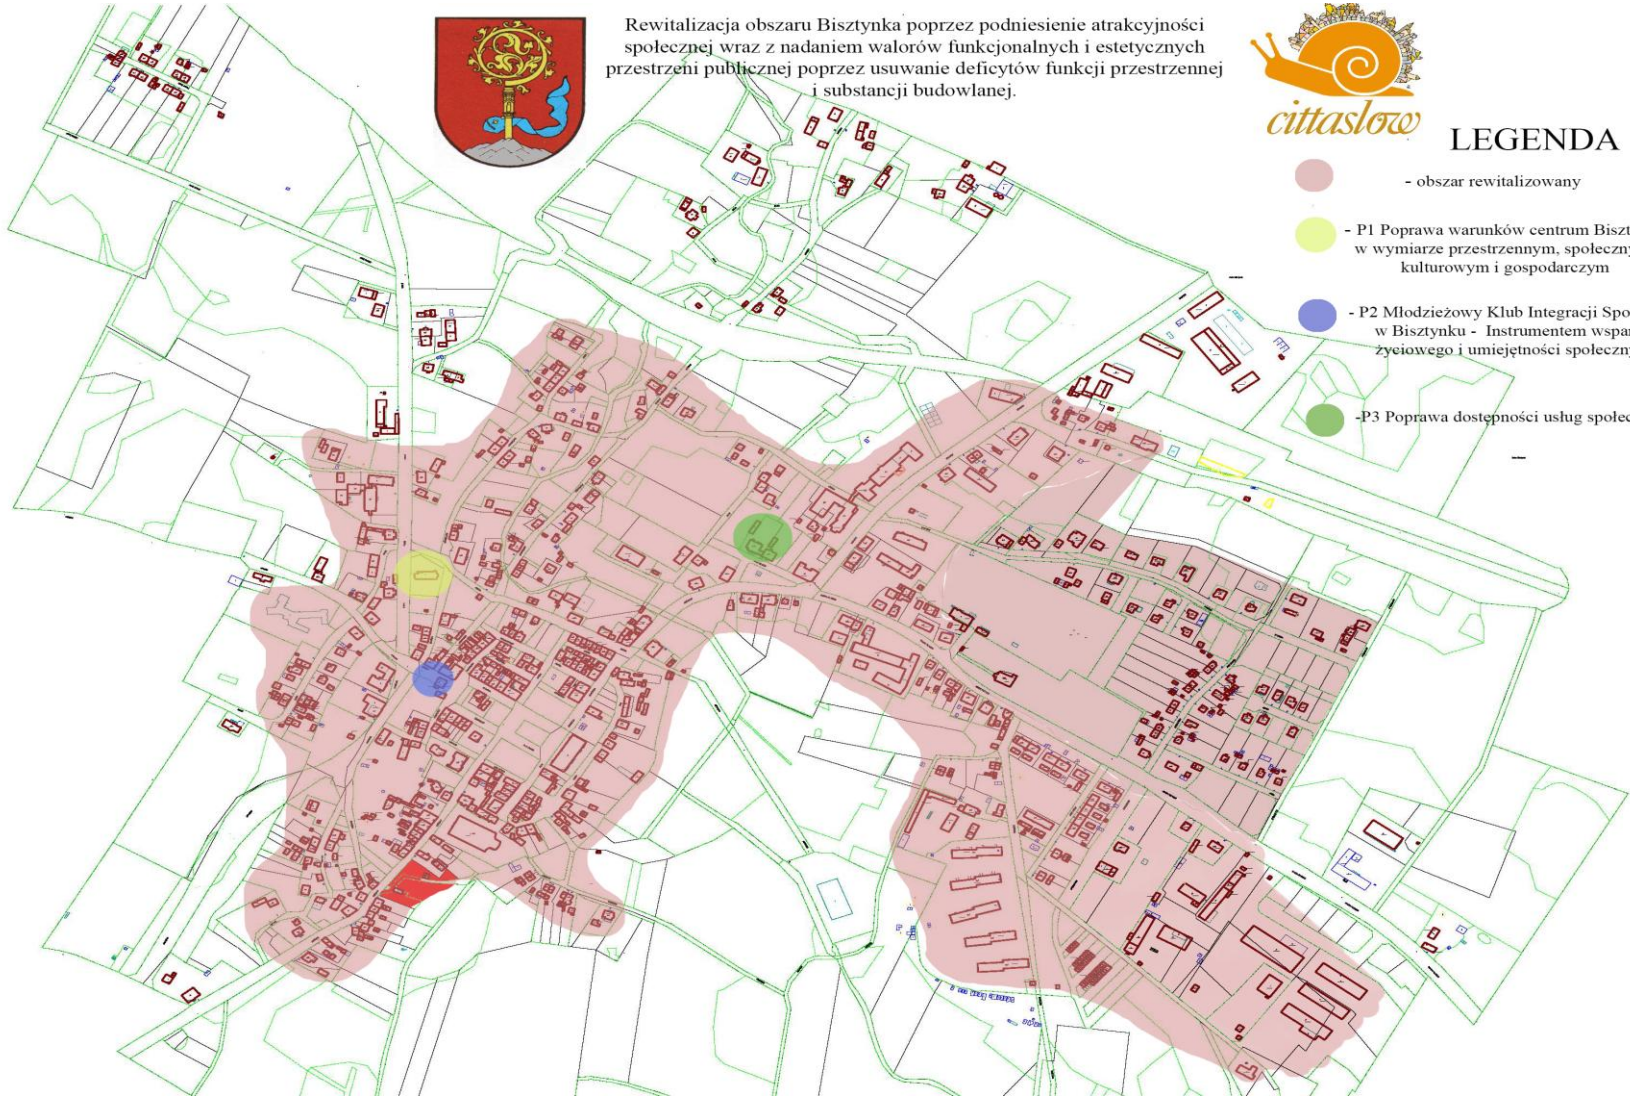 Rewitalizacja obszaru Bisztynka poprzez podniesienie atrakcyjności
społecznej wraz z nadaniem walorów funkcjonalnych i estetycznych
przestrzeni publicznej poprzez usuwanie deficytów funkcji przestrzennej
i substancji budowlanej.
cittaslow
LEGENDA
- obszar rewitalizowany
- P1 Poprawa warunków centrum Biszt
w wymiarze przestrzennym, społeczny
kulturowym i gospodarczym
- P2 Młodzieżowy Klub Integracji Spo
w Bisztynku - Instrumentem wspar
życiowego i umiejętności społeczny
-P3 Poprawa dostępności usług społec